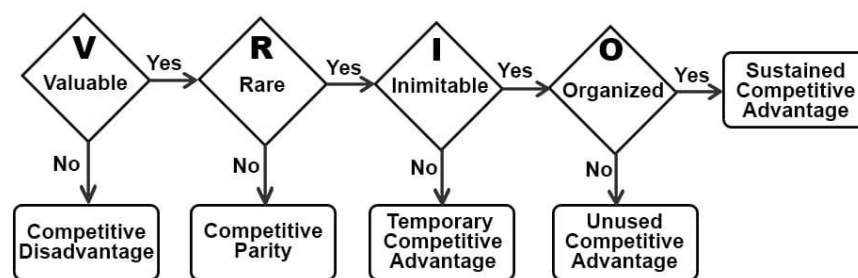 V
Valuable
Yes
R
Rare
Yes
I
Inimitable
Yes
O
Organized
Yes
Sustained
Competitive
Advantage
No
No
No
No
Competitive
Disadvantage
Competitive
Parity
Temporary
Competitive
Advantage
Unused
Competitive
Advantage